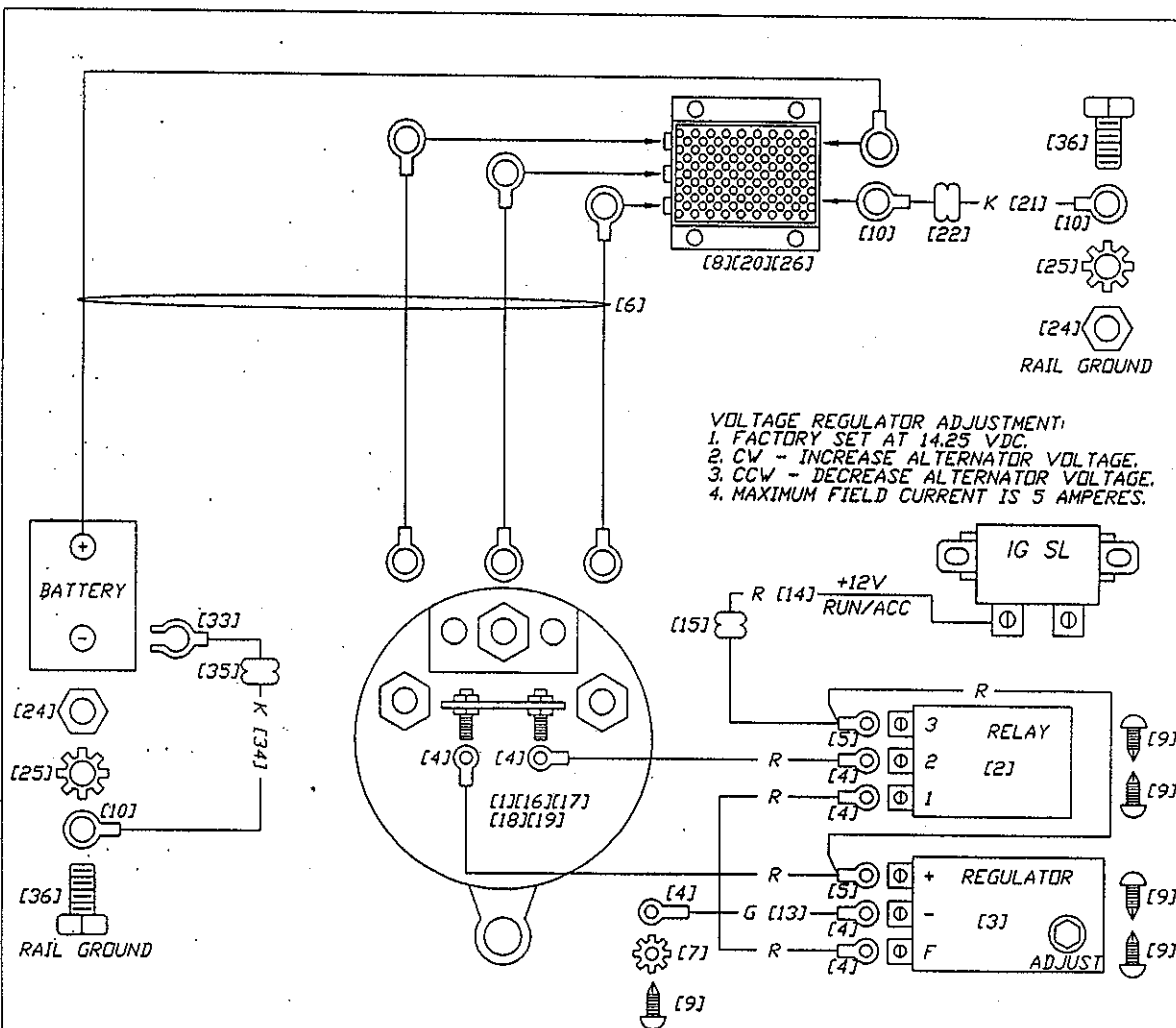 [36]
K [21]
[10]
[22]
[10]
[8][20][26]
[25]
[6]
[24]
RAIL GROUND
VOLTAGE REGULATOR ADJUSTMENT:
1. FACTORY SET AT 14.25 VDC.
2. CW - INCREASE ALTERNATOR VOLTAGE.
3. CCW - DECREASE ALTERNATOR VOLTAGE.
4. MAXIMUM FIELD CURRENT IS 5 AMPERES.
+
BATTERY
-
[33]
[35]
K [34]
[24]
[25]
[10]
[36]
RAIL GROUND
IG SL
R [14]
+12V
RUN/ACC
[15]
R
[5]
3
RELAY
[9]
[4]
[4]
R
[4]
2
[2]
[1][16][17]
[18][19]
R
[4]
1
[9]
R
[5]
+
REGULATOR
[9]
[4]
G [13]
[4]
-
[3]
[7]
R
[4]
F
ADJUST
[9]
[9]